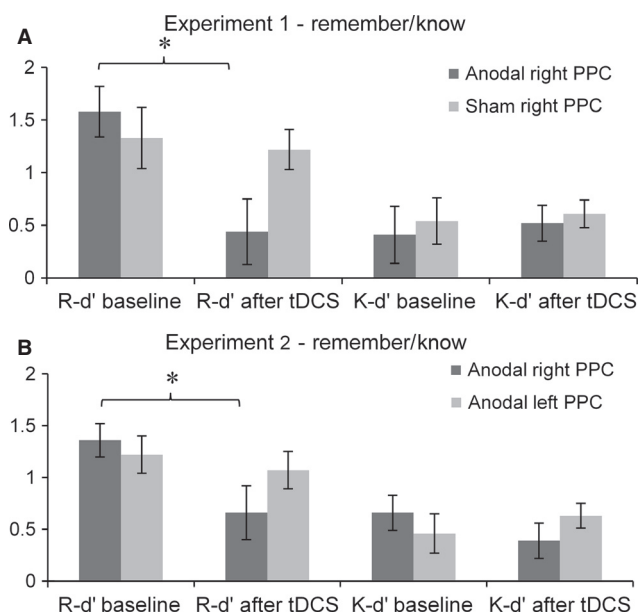 A
Experiment 1 - remember/know
*
Anodal right PPC
Sham right PPC
2
1.5
1
0.5
0
R-d' baseline R-d' after tDCS K-d' baseline K-d' after tDCS
B
Experiment 2 - remember/know
*
Anodal right PPC
Anodal left PPC
2
1.5
1
0.5
0
R-d' baseline R-d' after tDCS K-d' baseline K-d' after tDCS